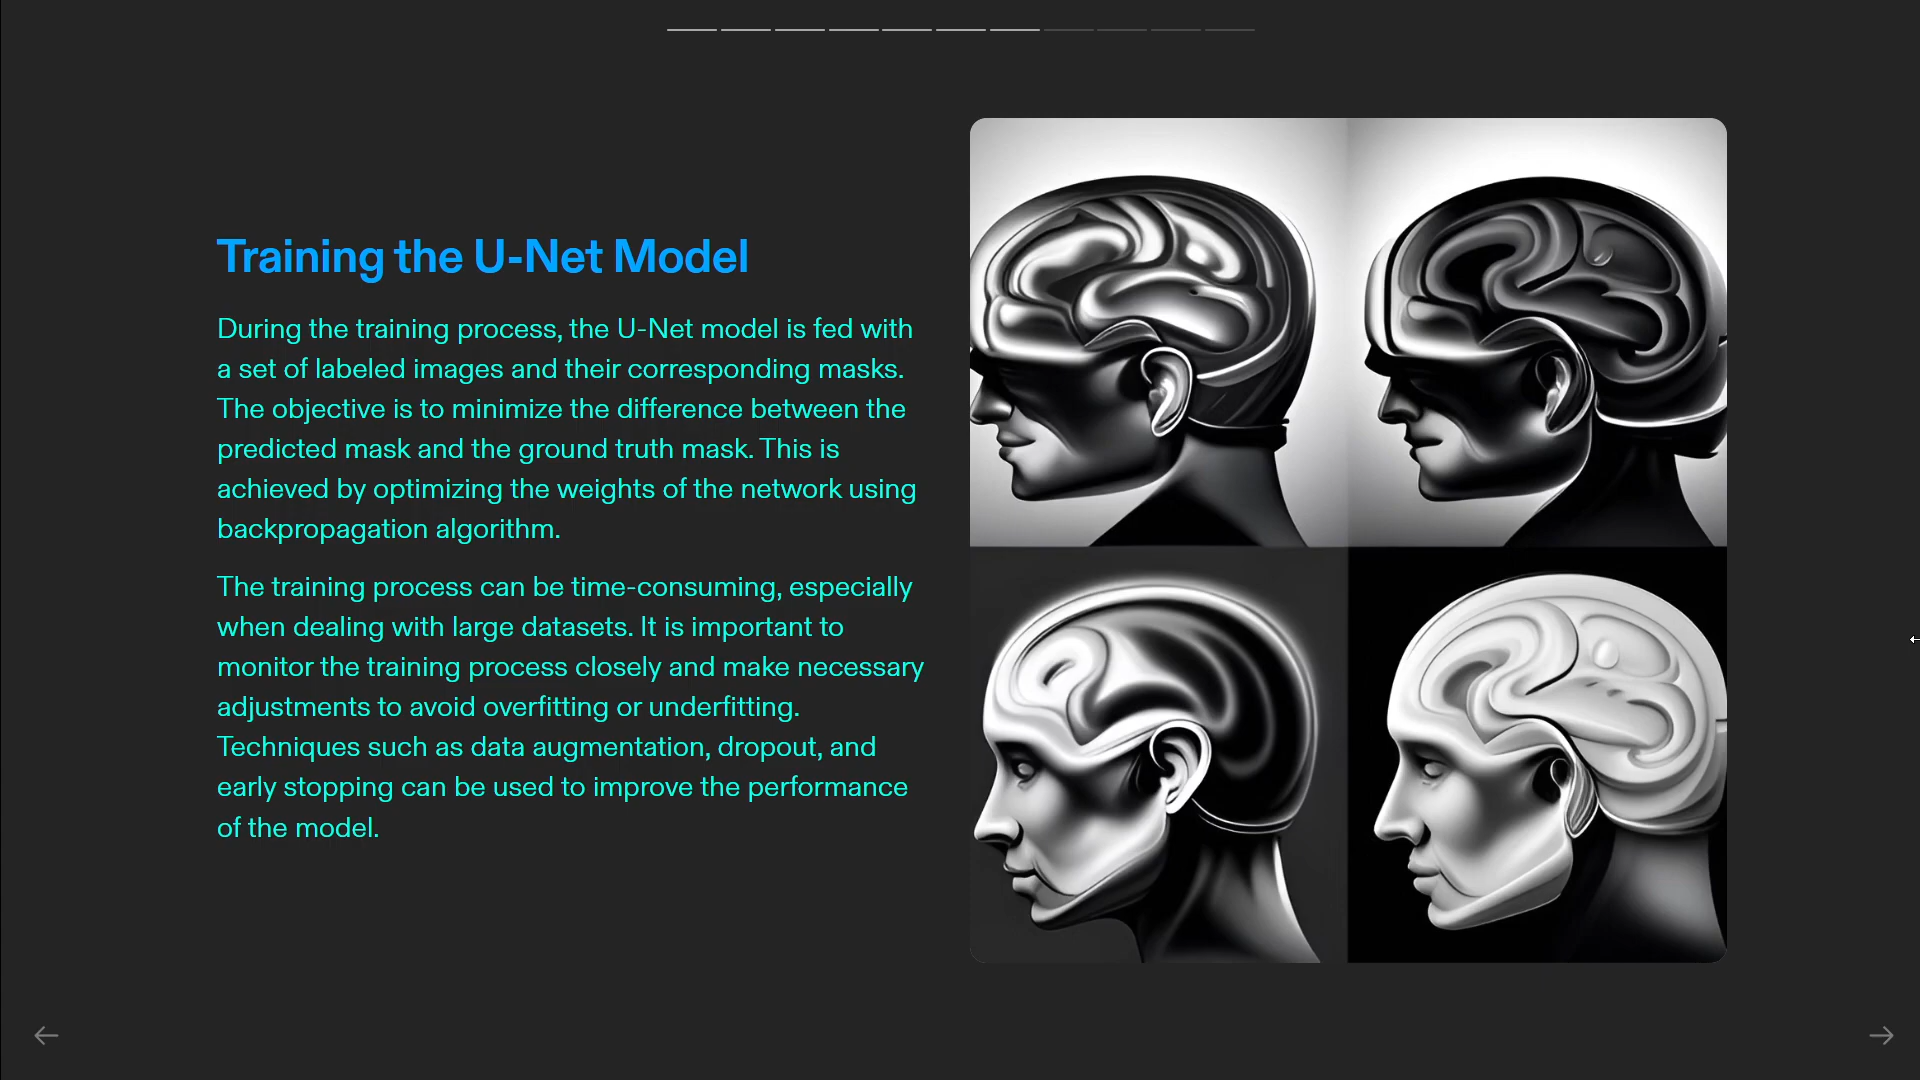 Training the U-Net Model
During the training process, the U-Net model is fed with
a set of labeled images and their corresponding masks.
The objective is to minimize the difference between the
predicted mask and the ground truth mask. This is
achieved by optimizing the weights of the network using
backpropagation algorithm.
The training process can be time-consuming, especially
when dealing with large datasets. It is important to
monitor the training process closely and make necessary
adjustments to avoid overfitting or underfitting.
Techniques such as data augmentation, dropout, and
early stopping can be used to improve the performance
of the model.